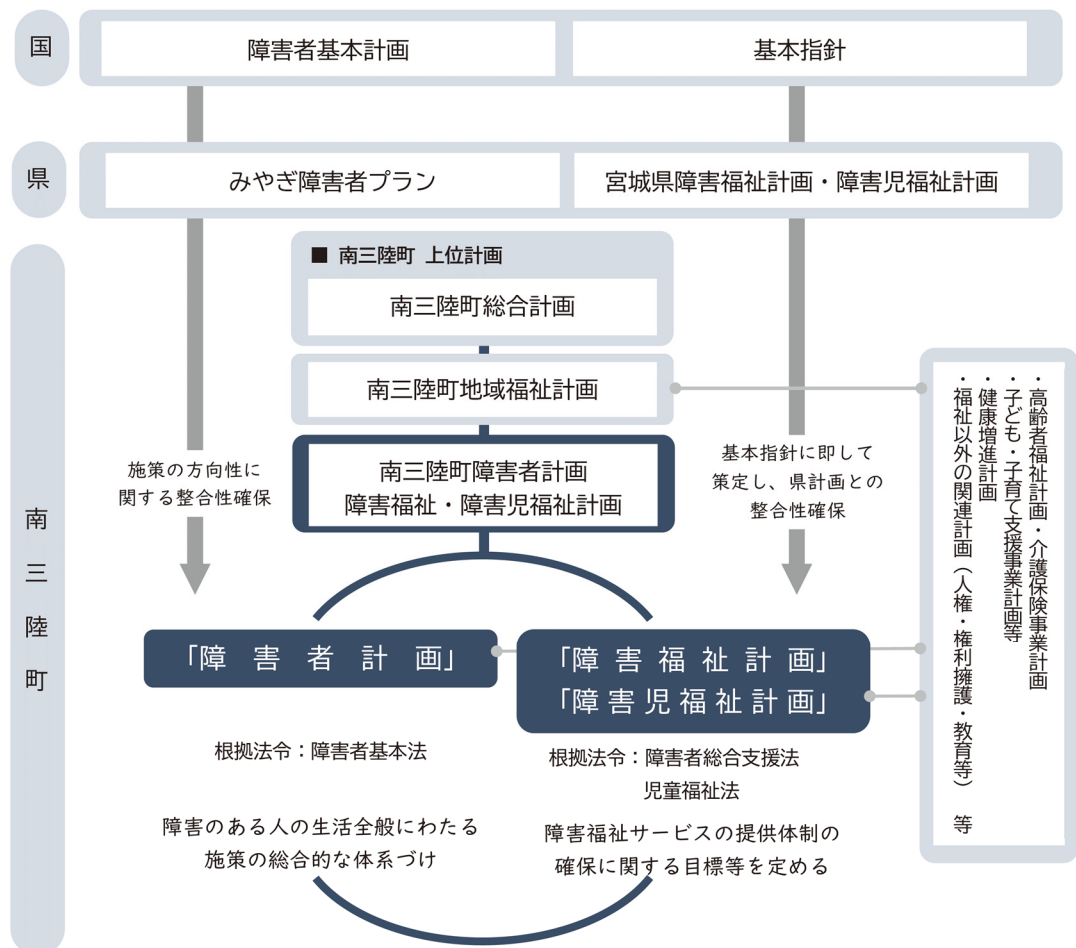 国
障害者基本計画
基本指針
県
みやぎ障害者プラン
宮城県障害福祉計画・障害児福祉計画
南三陸町
■ 南三陸町 上位計画
南三陸町総合計画
南三陸町地域福祉計画
南三陸町障害者計画
障害福祉・障害児福祉計画
施策の方向性に
関する整合性確保
基本指針に即して
策定し、県計画との
整合性確保
・高齢者福祉計画・介護保険事業計画
・子ども・子育て支援事業計画等
・健康増進計画
・福祉以外の関連計画（人権・権利擁護・教育等） 等
「障害者計画」
「障害福祉計画」
「障害児福祉計画」
根拠法令：障害者基本法
根拠法令：障害者総合支援法
児童福祉法
障害のある人の生活全般にわたる
施策の総合的な体系づけ
障害福祉サービスの提供体制の
確保に関する目標等を定める